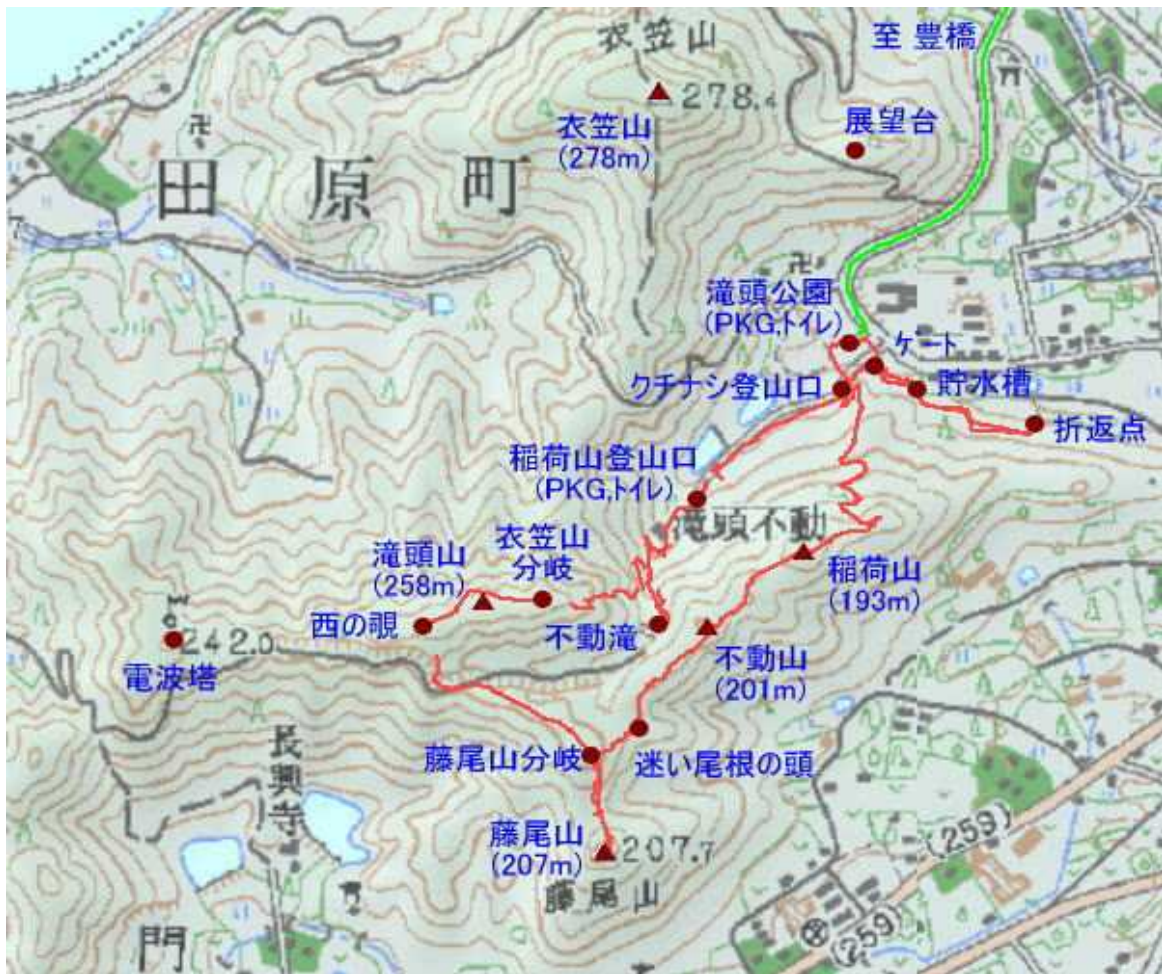 衣笠山
至 豊橋
278.4
衣笠山
(278m)
展望台
田原町
7
滝頭公園
(PKG,トイレ)
ゲート
クチナシ登山口
貯水槽
折返点
稲荷山登山口
(PKG,トイレ)
滝頭不動
衣笠山
分岐
滝頭山
(258m)
稲荷山
(193m)
西の覗
不動滝
242.0
電波塔
不動山
(201m)
長興寺
藤尾山分岐
迷い尾根の頭
藤尾山
(207m)
207.7
藤尾山
(259)
(259)
門